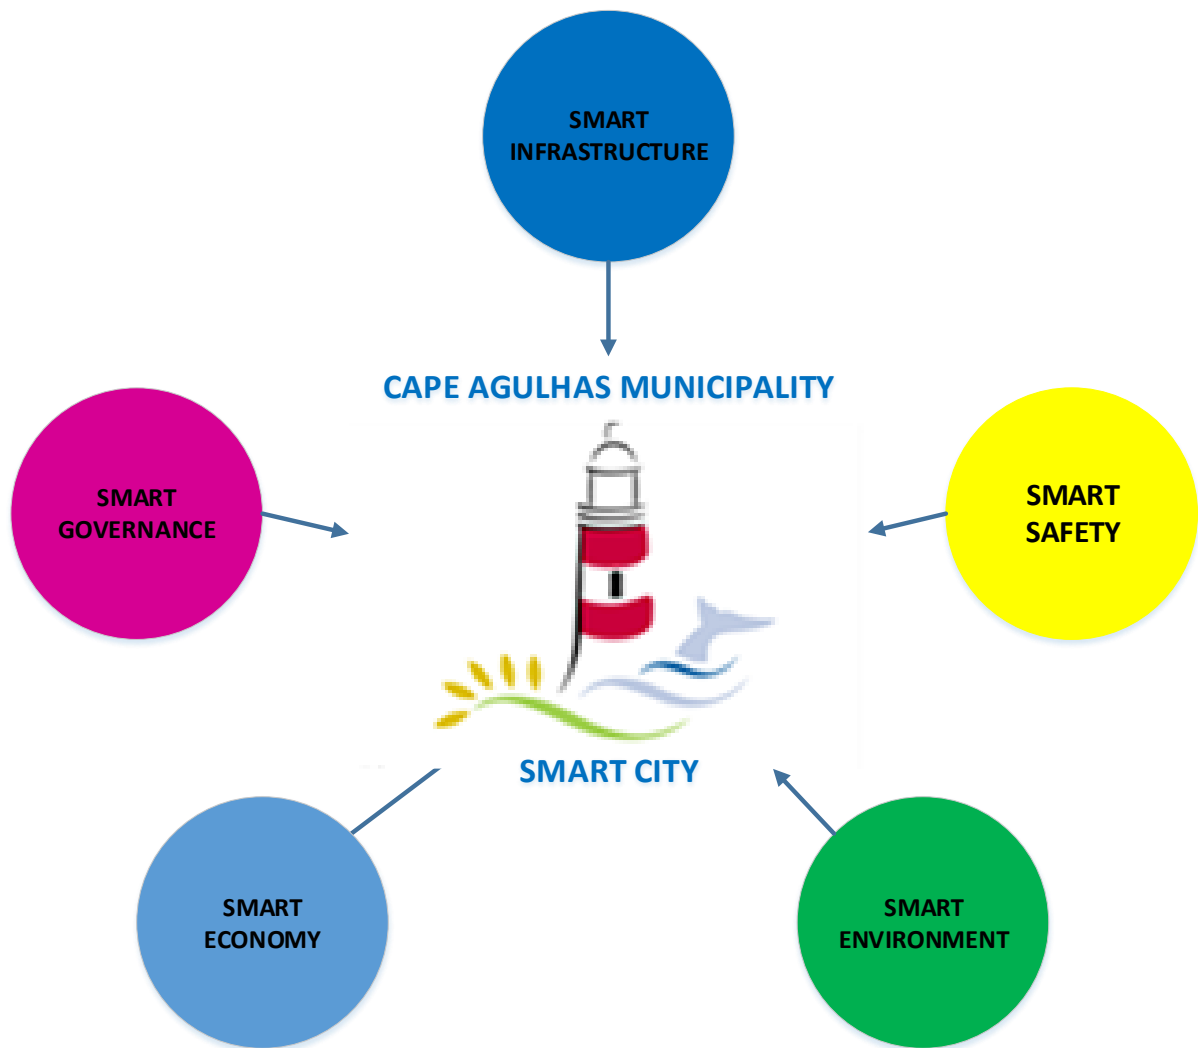 SMART
INFRASTRUCTURE
CAPE AGULHAS MUNICIPALITY
SMART
GOVERNANCE
SMART
SAFETY
SMART CITY
SMART
ECONOMY
SMART
ENVIRONMENT